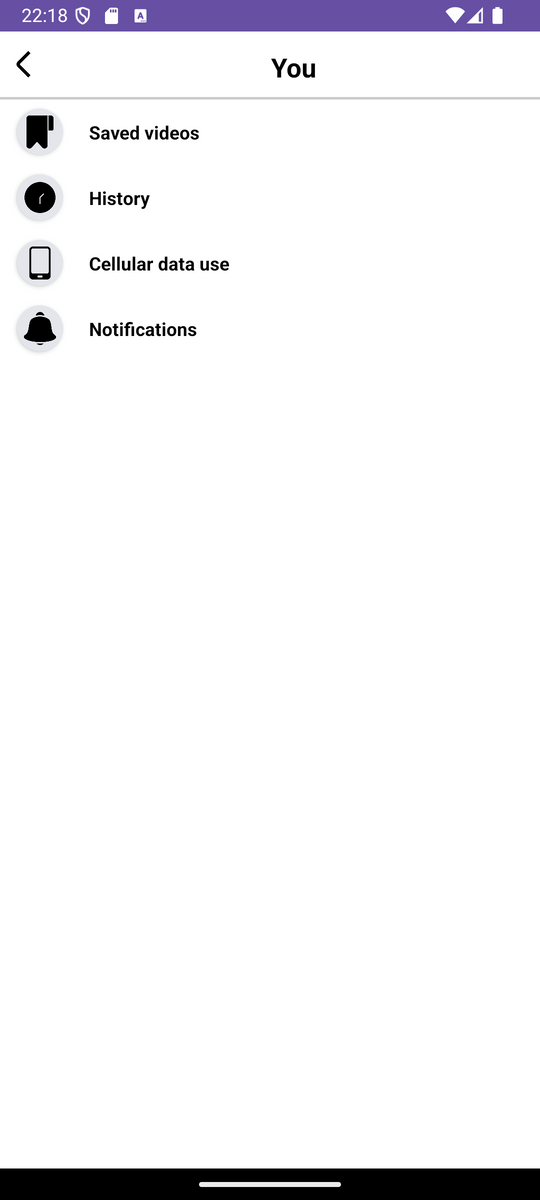 22:18
You
Saved videos
History
Cellular data use
Notifications